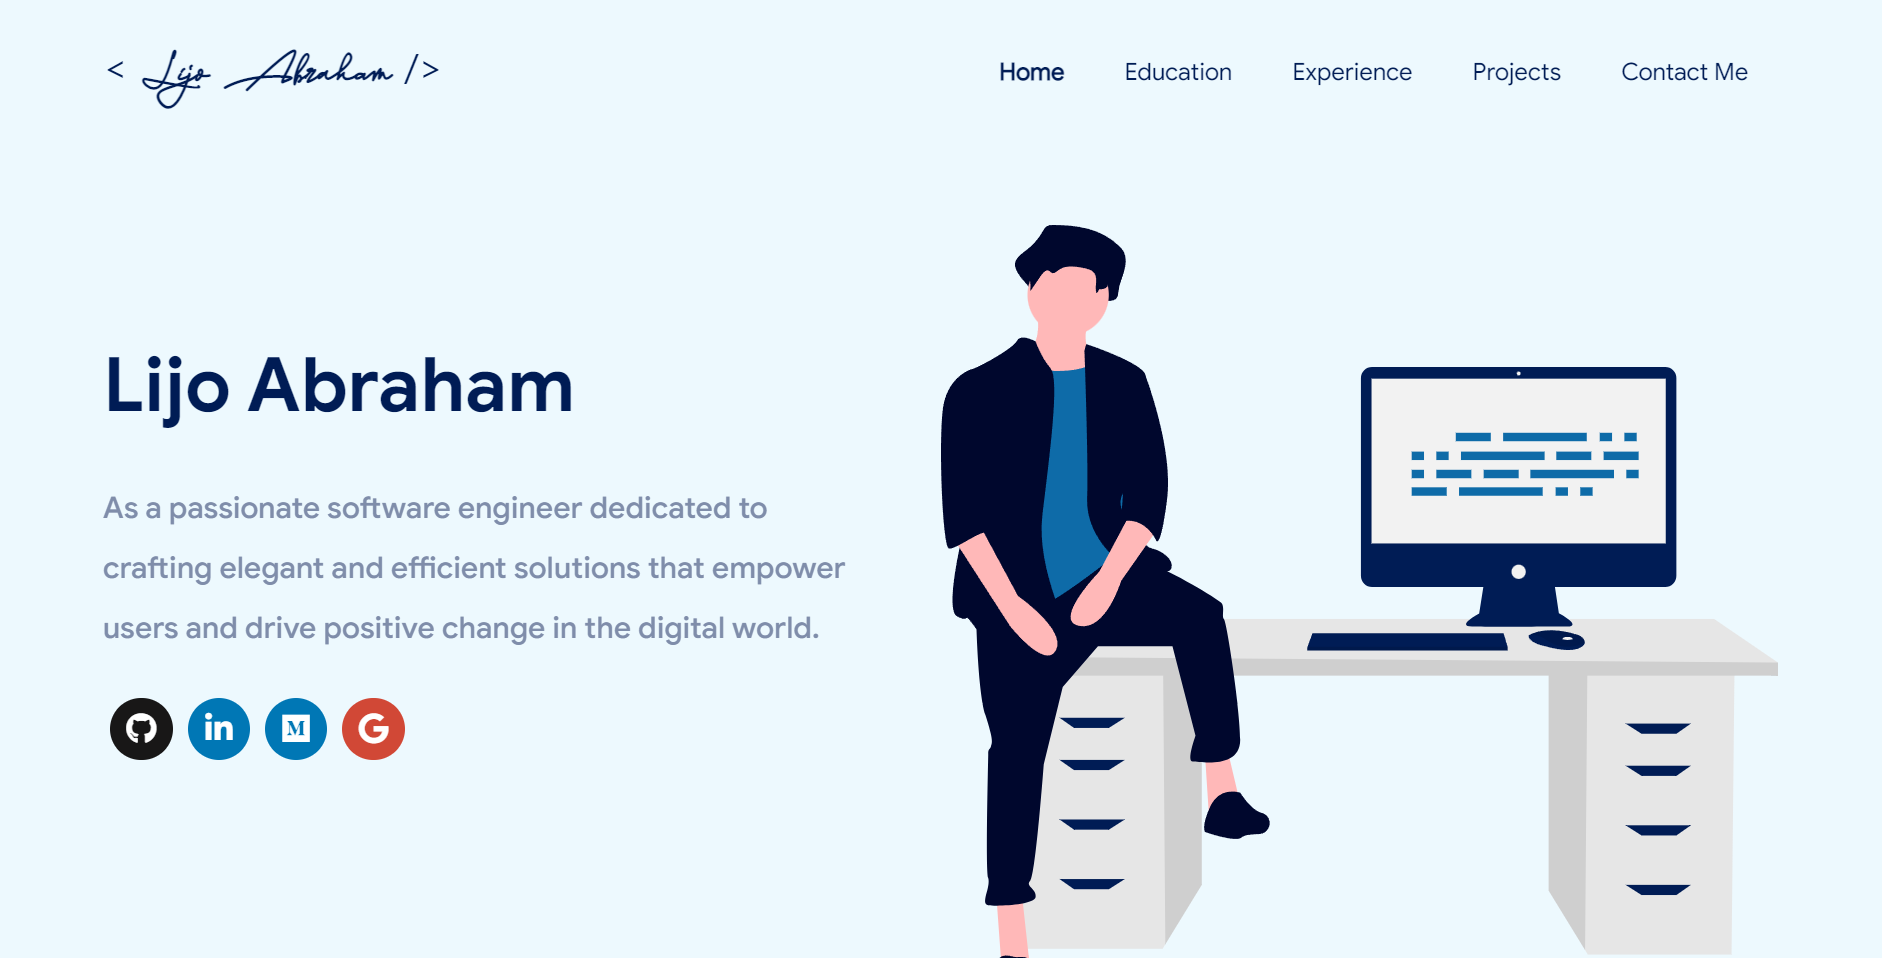 < Lijo Abraham />
Home Education Experience Projects Contact Me
Lijo Abraham
As a passionate software engineer dedicated to
crafting elegant and efficient solutions that empower
users and drive positive change in the digital world.
in M G